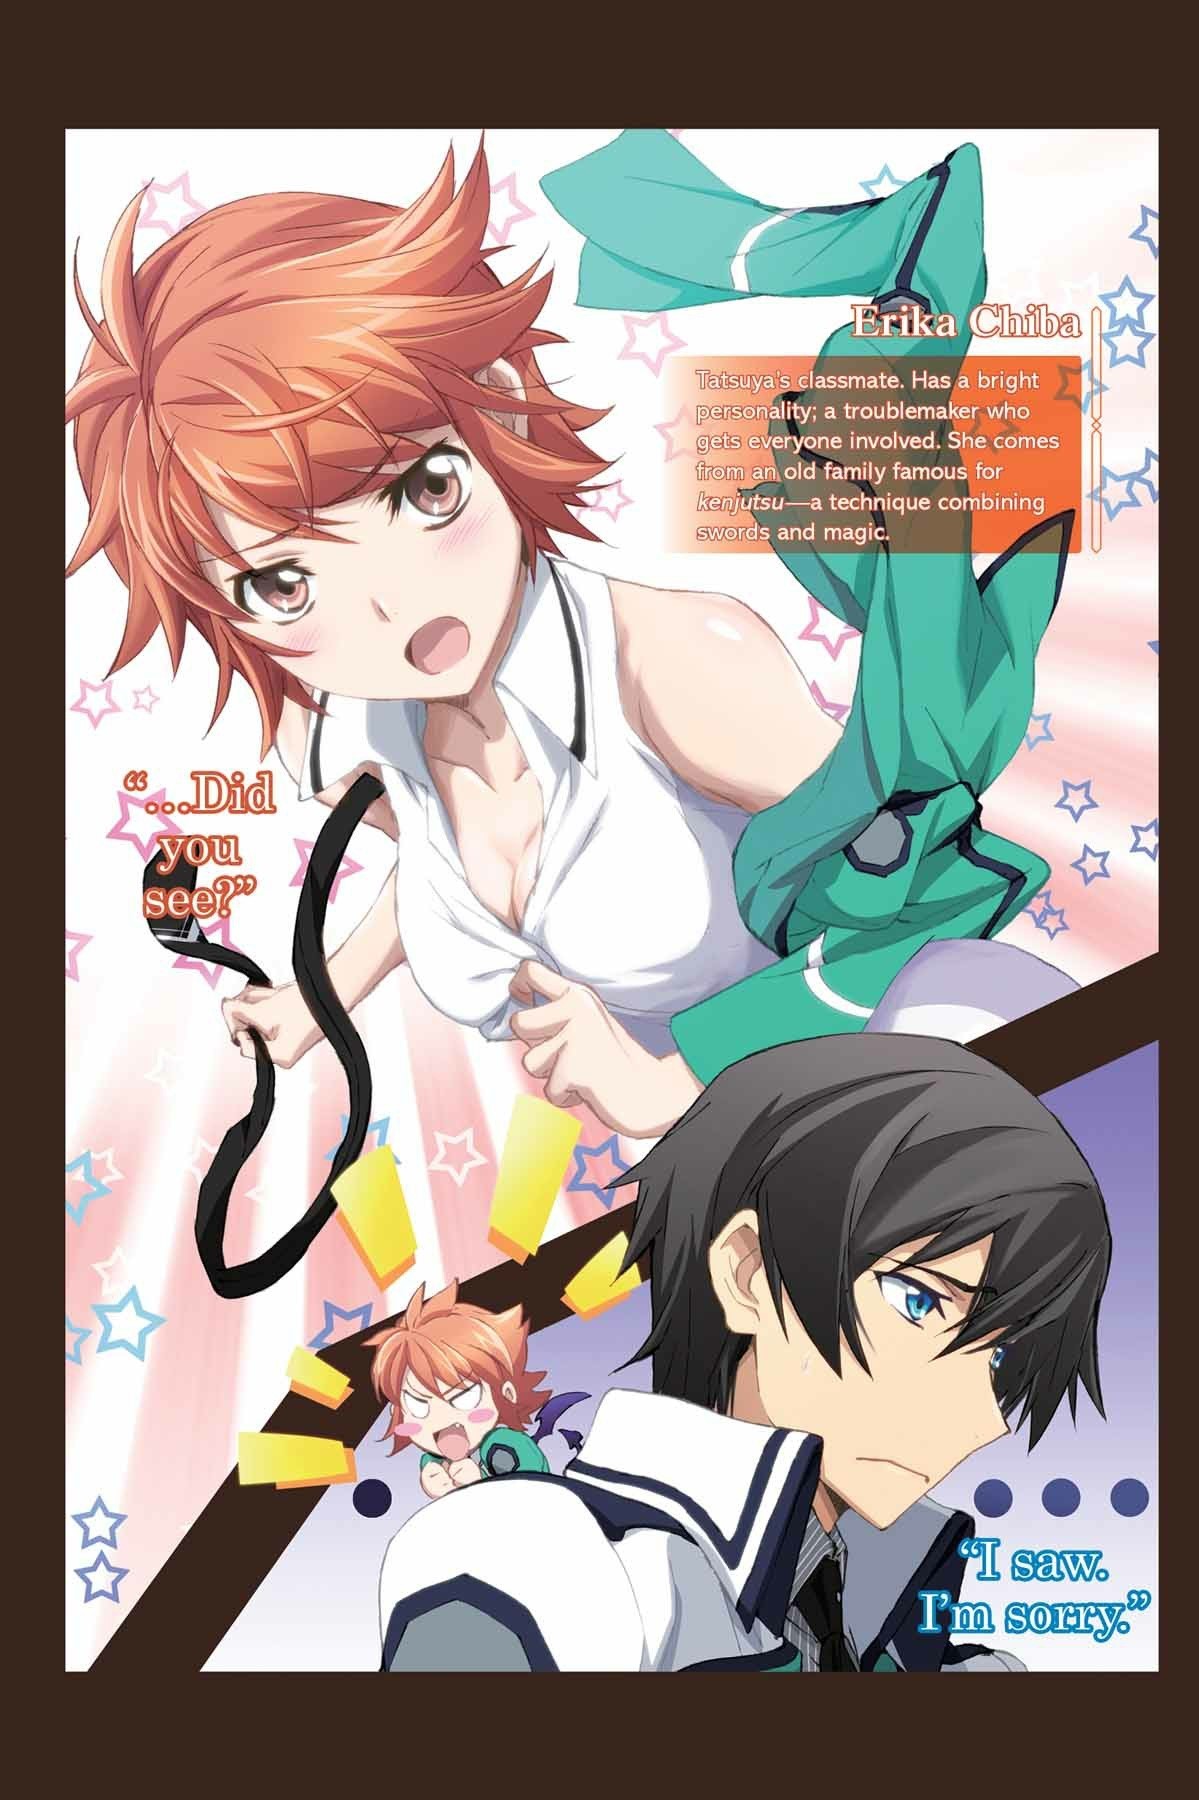 Erika Chiba
Tatsuya's classmate. Has a bright
personality; a troublemaker who
gets everyone involved. She comes
from an old family famous for
kenjutsu—a technique combining
swords and magic.
“…Did
you
see?”
“I saw.
I’m sorry.”